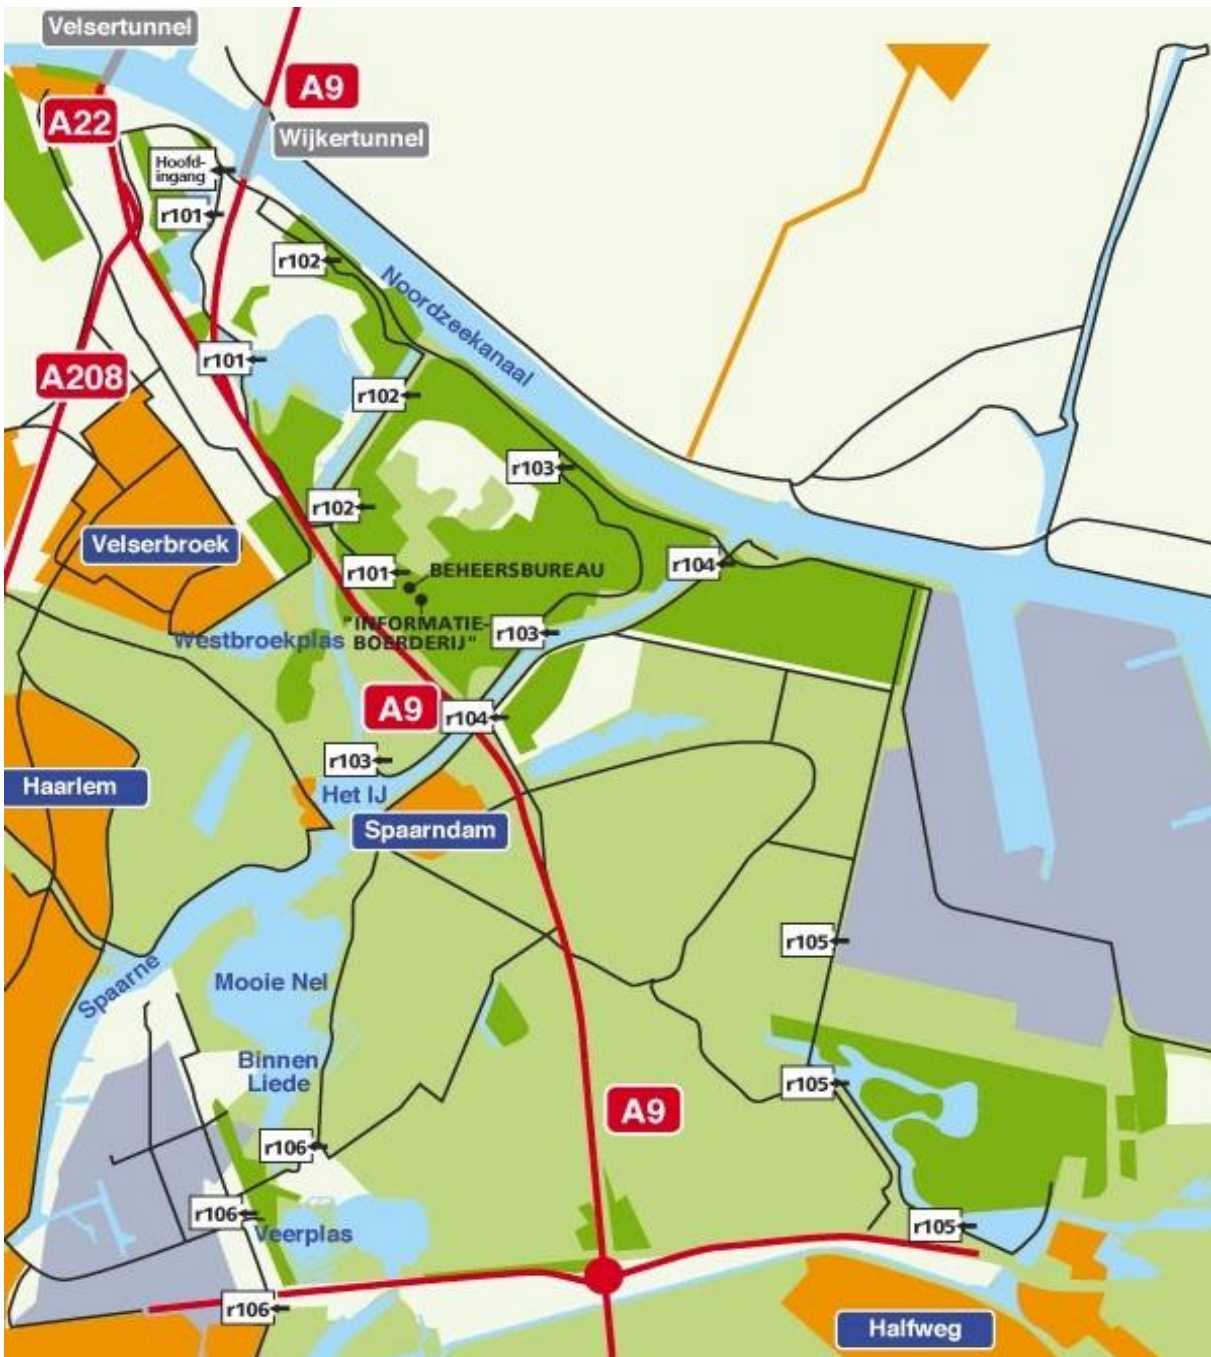 Velsertunnel
A9
A22
Wijkertunnel
Hoofd-
ingang
r101
r102
Noordzeekanaal
r101
A208
r102
r103
r102
Velserbroek
r104
r101
BEHEERSBUREAU
"INFORMATIE-
BOERDERIJ"
r103
Westbroekplas
A9
r104
r103
Haarlem
Het IJ
Spaarndam
r105
Mooie Nel
Spaarne
Binnen
Liede
r105
A9
r106
r106
Veerplas
r105
r106
Halfweg